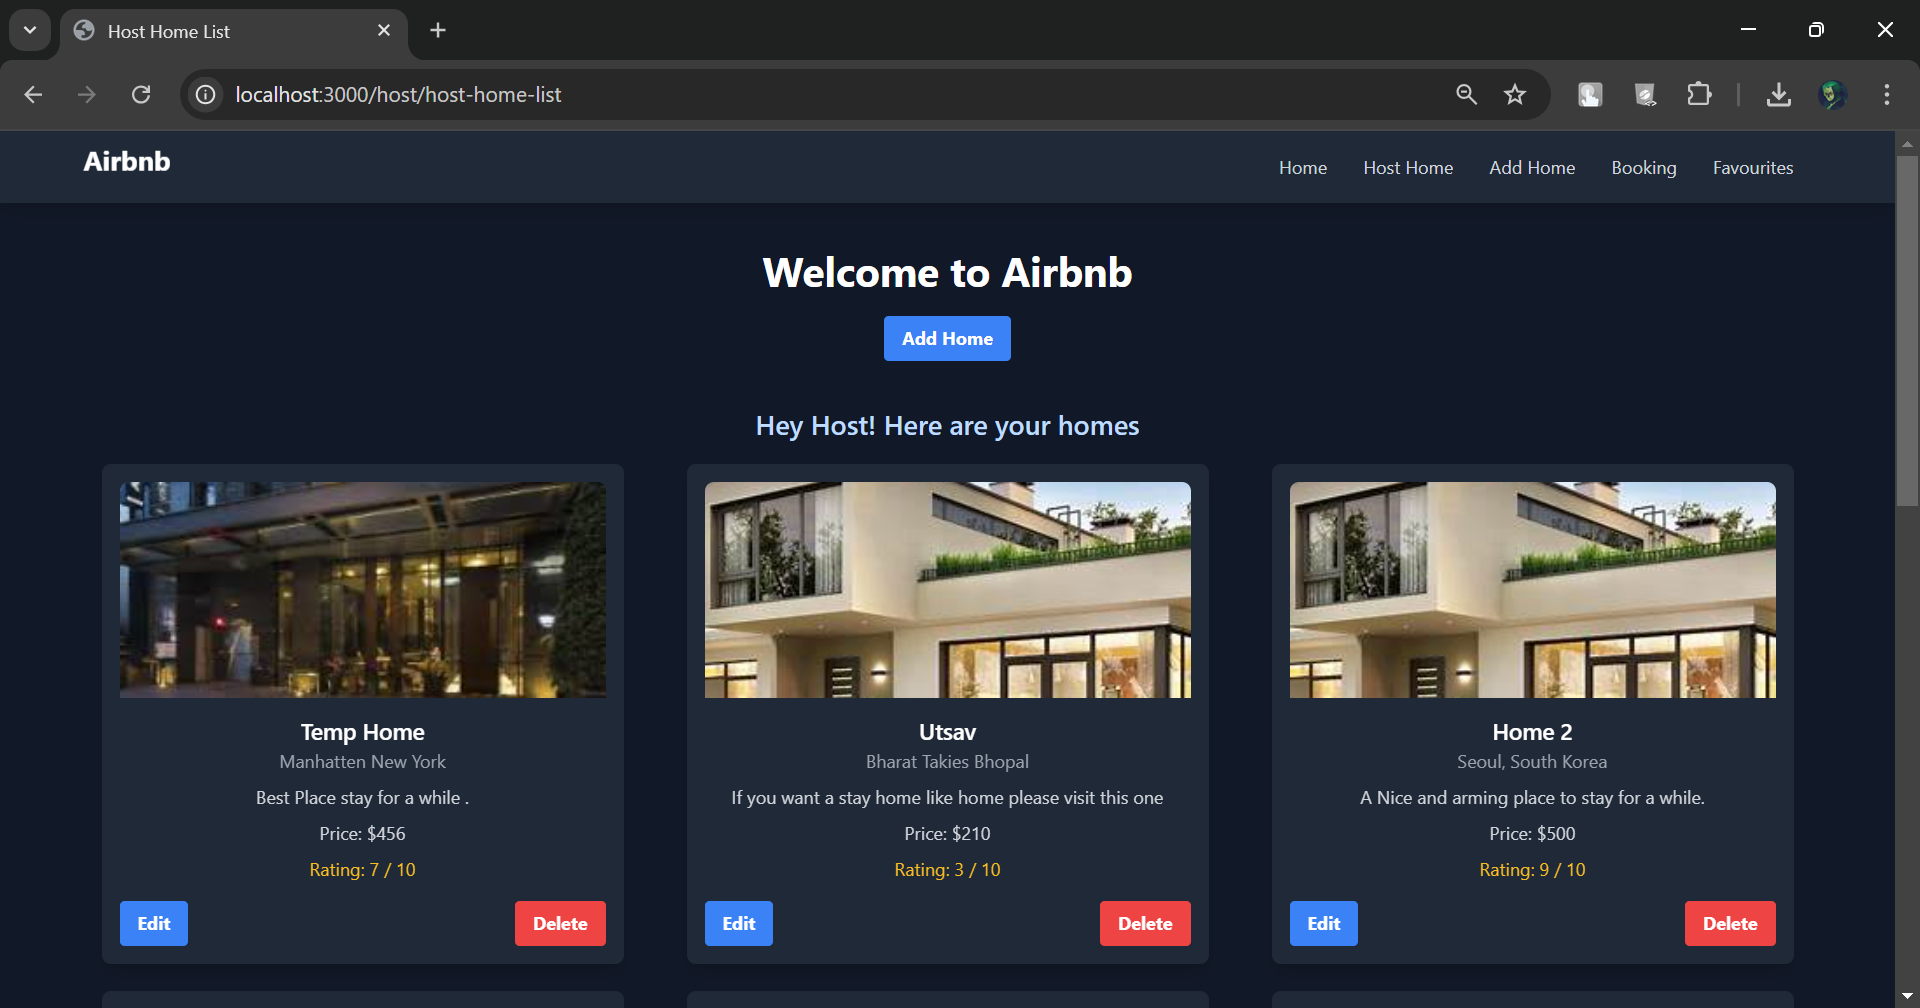 Host Home List
localhost:3000/host/host-home-list
Airbnb
Home Host Home Add Home Booking Favourites
Welcome to Airbnb
Add Home
Hey Host! Here are your homes
Temp Home
Manhatten New York
Best Place stay for a while .
Price: $456
Rating: 7 / 10
Edit Delete
Utsav
Bharat Takies Bhopal
If you want a stay home like home please visit this one
Price: $210
Rating: 3 / 10
Edit Delete
Home 2
Seoul, South Korea
A Nice and arming place to stay for a while.
Price: $500
Rating: 9 / 10
Edit Delete